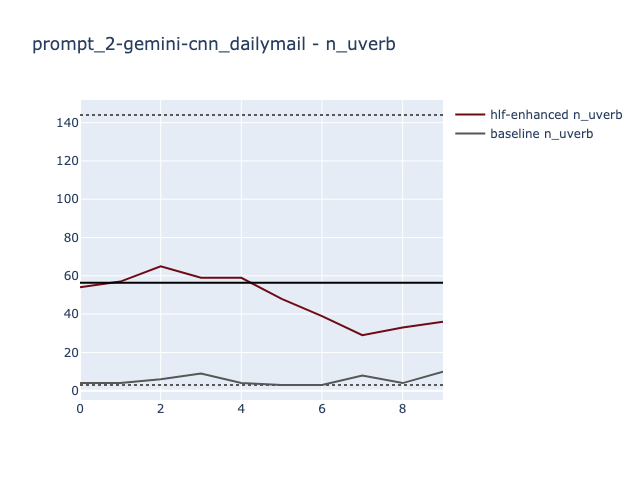 prompt_2-gemini-cnn_dailymail - n_uverb
hlf-enhanced n_uverb
baseline n_uverb
140
120
100
80
60
40
20
0
0 2 4 6 8